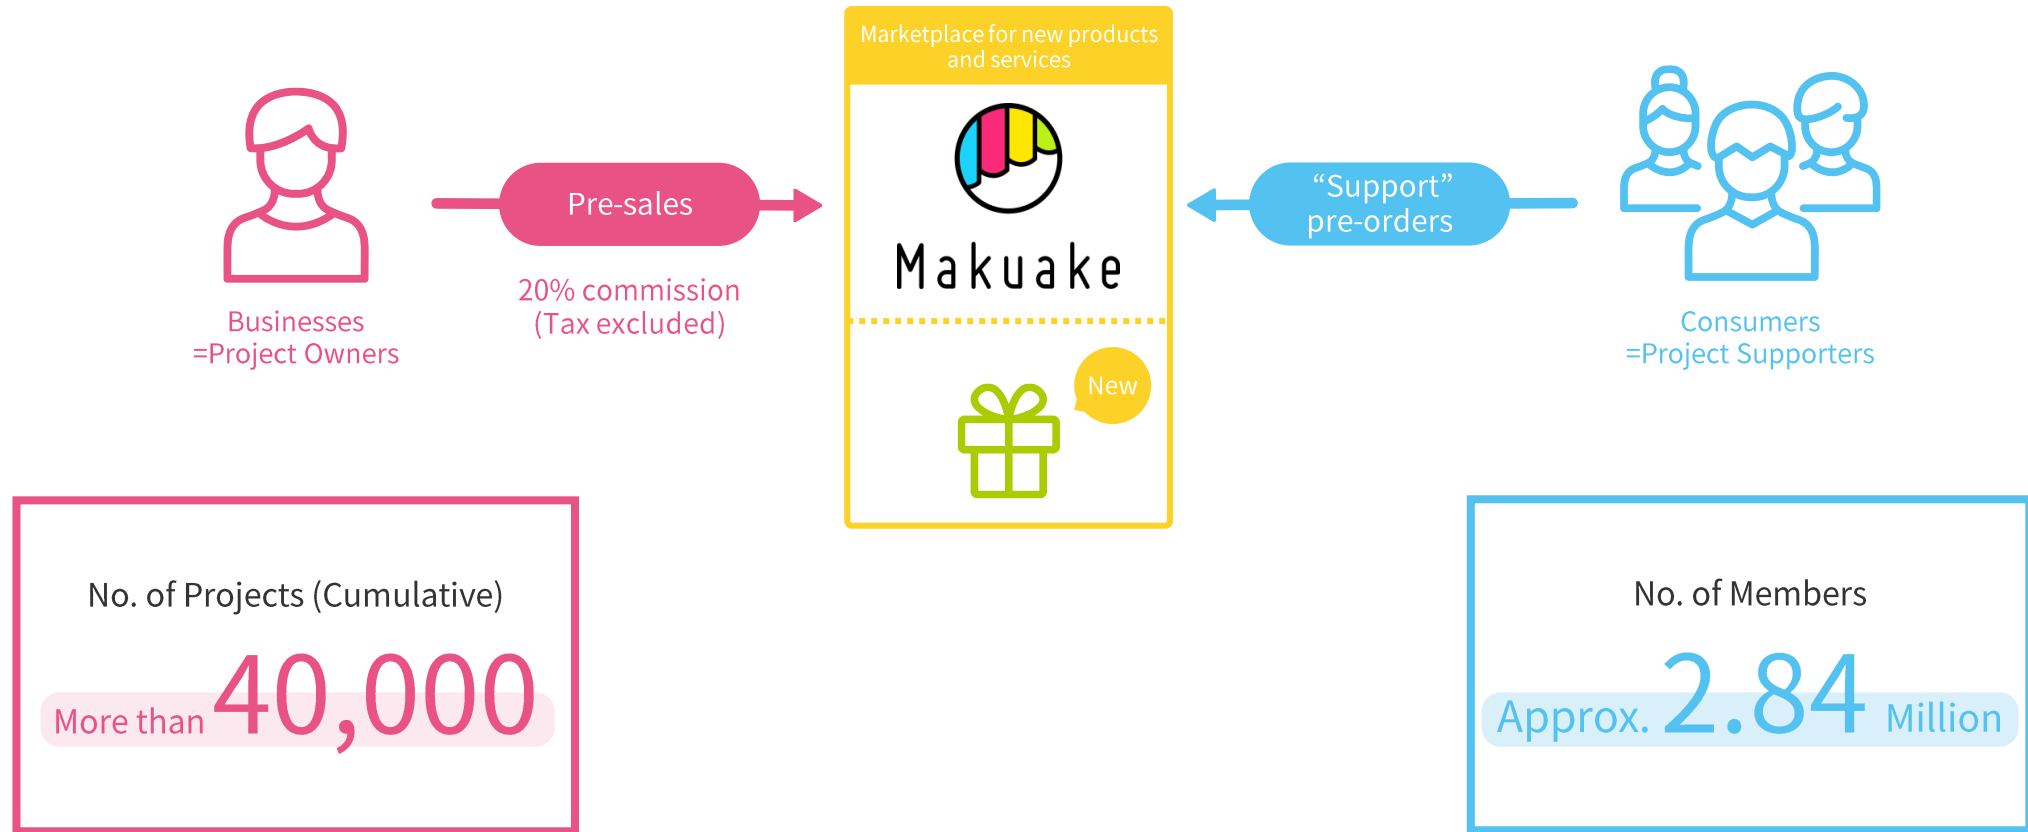 Marketplace for new products
and services
Makuake
New
Pre-sales
20% commission
(Tax excluded)
Businesses
=Project Owners
“Support”
pre-orders
Consumers
=Project Supporters
No. of Projects (Cumulative)
More than 40,000
No. of Members
Approx. 2.84 Million